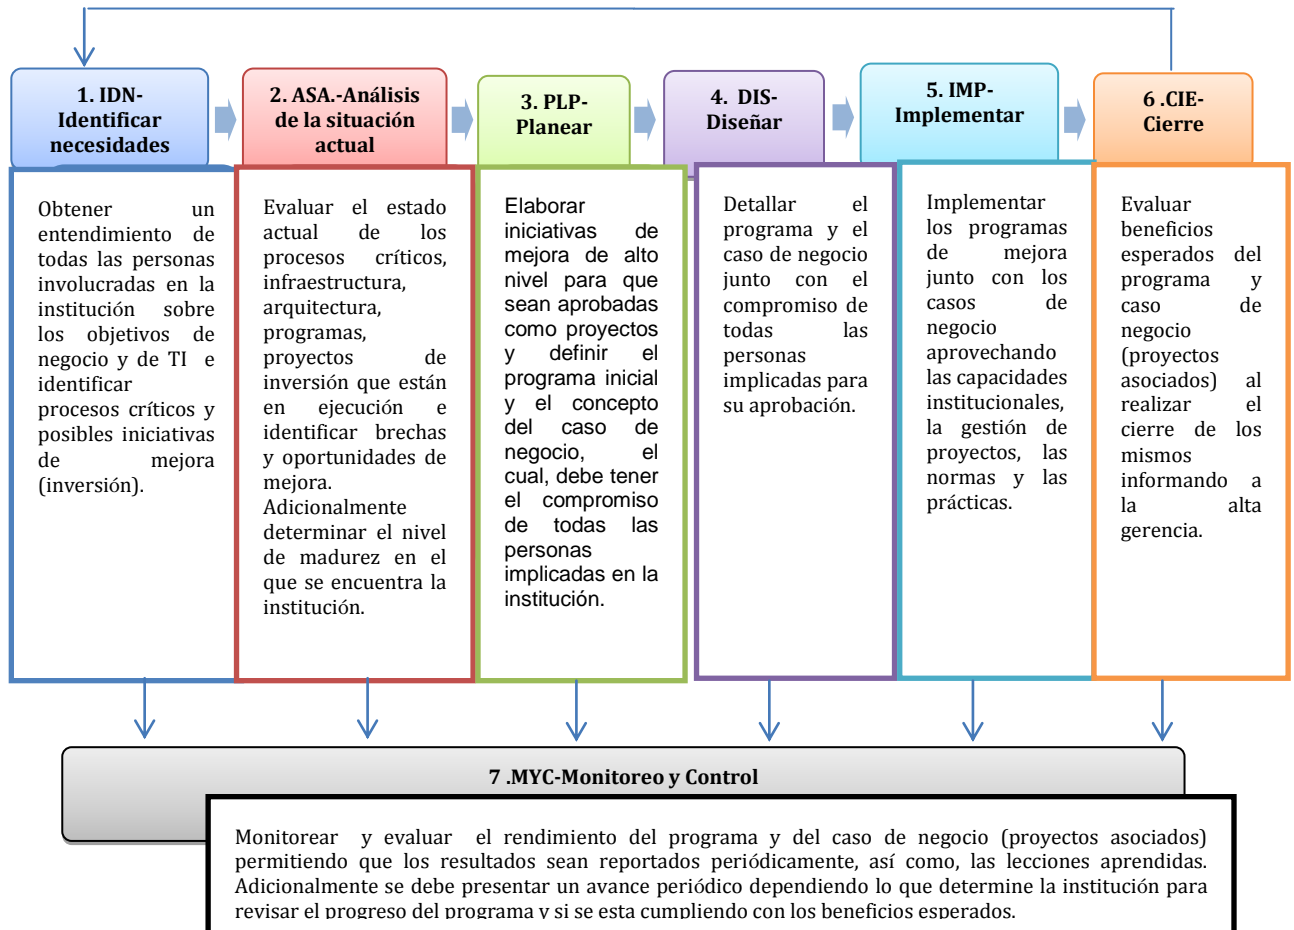 1. IDN-
Identificar
necesidades
2. ASA.-Análisis
de la situación
actual
3. PLP-
Planear
4. DIS-
Diseñar
5. IMP-
Implementar
6 .CIE-
Cierre
Obtener un
entendimiento de
todas las personas
involucradas en la
institución sobre
los objetivos de
negocio y de TI e
identificar
procesos críticos y
posibles iniciativas
de mejora
(inversión).
Evaluar el estado
actual de los
procesos críticos,
infraestructura,
arquitectura,
programas,
proyectos de
inversión que están
en ejecución e
identificar brechas
y oportunidades de
mejora.
Adicionalmente
determinar el nivel
de madurez en el
que se encuentra la
institución.
Elaborar
iniciativas de
mejora de alto
nivel para que
sean aprobadas
como proyectos
y definir el
programa inicial
y el concepto
del caso de
negocio, el
cual, debe tener
el compromiso
de todas las
personas
implicadas en la
institución.
Detallar el
programa y el
caso de negocio
junto con el
compromiso de
todas las
personas
implicadas para
su aprobación.
Implementar
los programas
de mejora
junto con los
casos de
negocio
aprovechando
las capacidades
institucionales,
la gestión de
proyectos, las
normas y las
prácticas.
Evaluar
beneficios
esperados del
programa y
caso de
negocio
(proyectos
asociados) al
realizar el
cierre de los
mismos
informando a
la alta
gerencia.
7 .MYC-Monitoreo y Control
Monitorear y evaluar el rendimiento del programa y del caso de negocio (proyectos asociados)
permitiendo que los resultados sean reportados periódicamente, así como, las lecciones aprendidas.
Adicionalmente se debe presentar un avance periódico dependiendo lo que determine la institución para
revisar el progreso del programa y si se esta cumpliendo con los beneficios esperados.